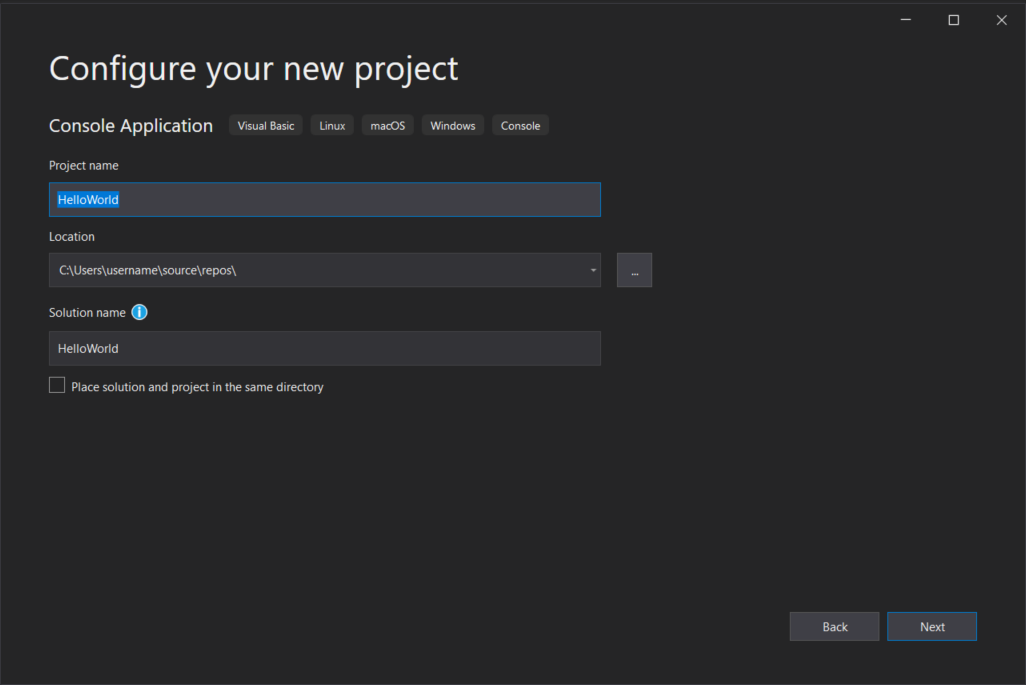 Configure your new project
Console Application Visual Basic Linux macOS Windows Console
Project name
HelloWorld
Location
C:\Users\username\source\repos\
...
Solution name
HelloWorld
Place solution and project in the same directory
Back Next